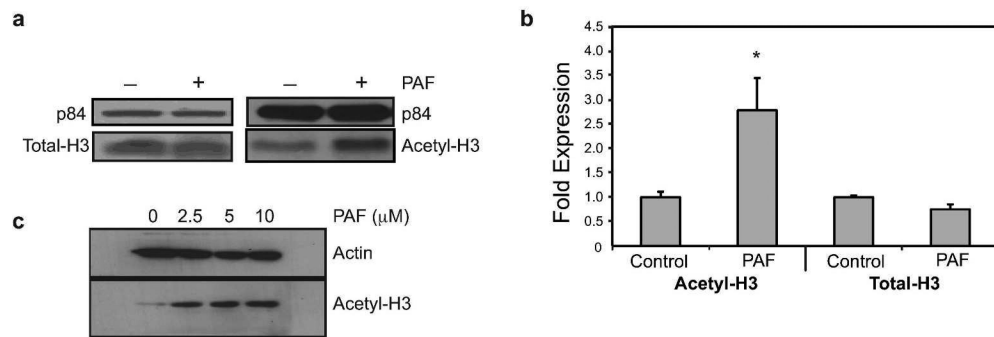 a
– + – + PAF
p84 p84
Total-H3 Acetyl-H3
c
0 2.5 5 10 PAF (μM)
Actin
Acetyl-H3
b
Fold Expression
4.5
4.0
3.5
3.0
2.5
2.0
1.5
1.0
0.5
0
*
Control PAF Control PAF
Acetyl-H3 Total-H3